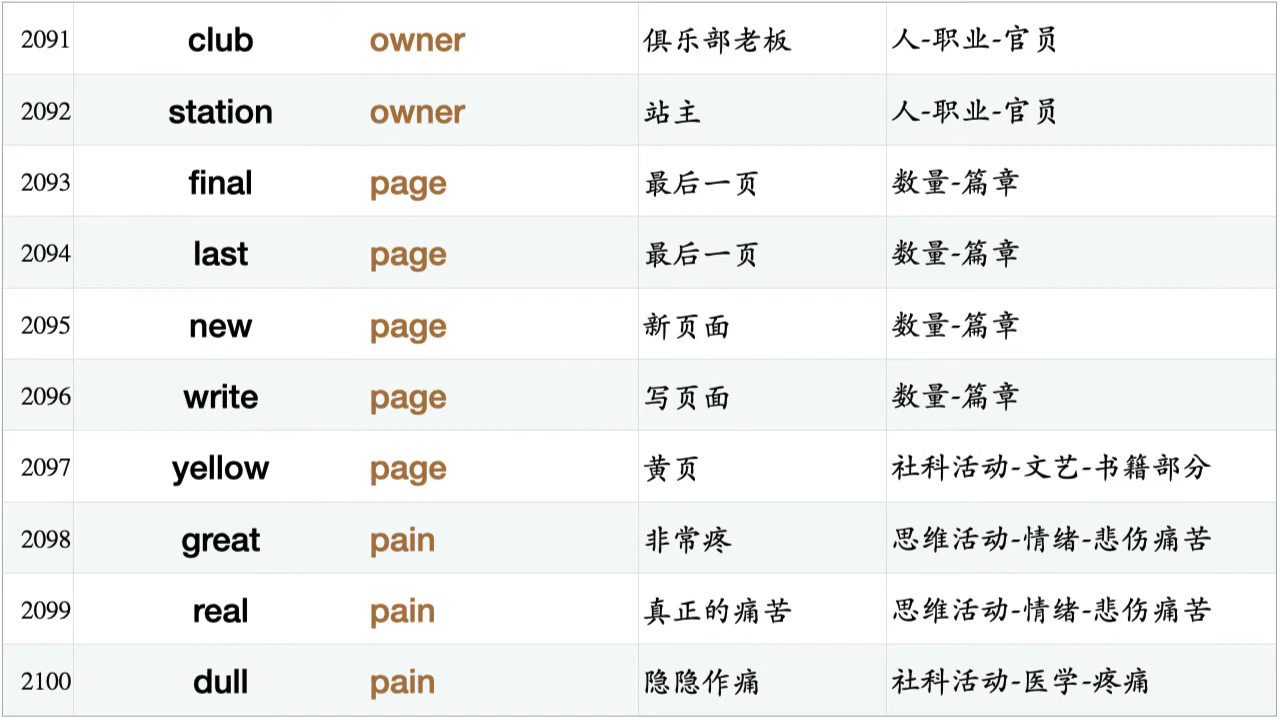 2091 club owner 俱乐部老板 人-职业-官员
2092 station owner 站主 人-职业-官员
2093 final page 最后一页 数量-篇章
2094 last page 最后一页 数量-篇章
2095 new page 新页面 数量-篇章
2096 write page 写页面 数量-篇章
2097 yellow page 黄页 社科活动-文艺-书籍部分
2098 great pain 非常疼 思维活动-情绪-悲伤痛苦
2099 real pain 真正的痛苦 思维活动-情绪-悲伤痛苦
2100 dull pain 隐隐作痛 社科活动-医学-疼痛